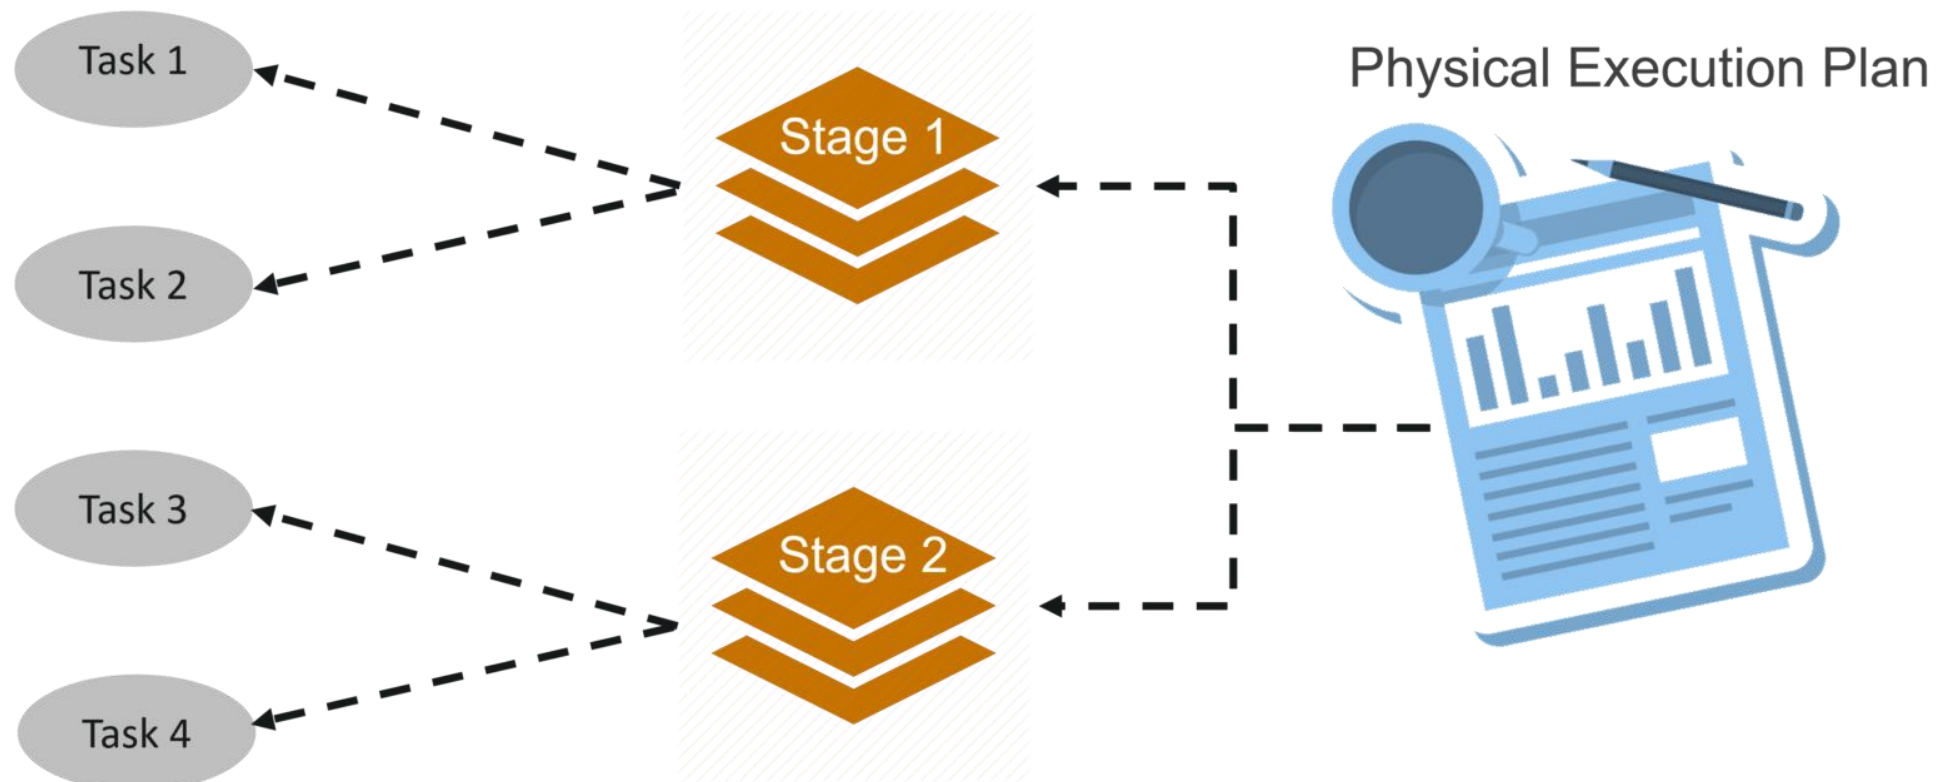 Physical Execution Plan
Task 1
Stage 1
Task 2
Task 3
Stage 2
Task 4